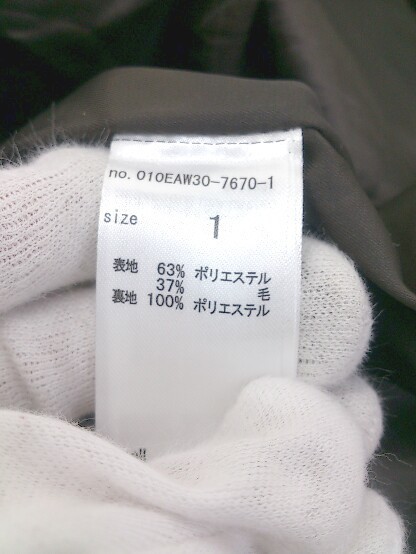 no. 010EAW30-7670-1
size 1
表地 63% ポリエステル
37% 毛
裏地 100% ポリエステル